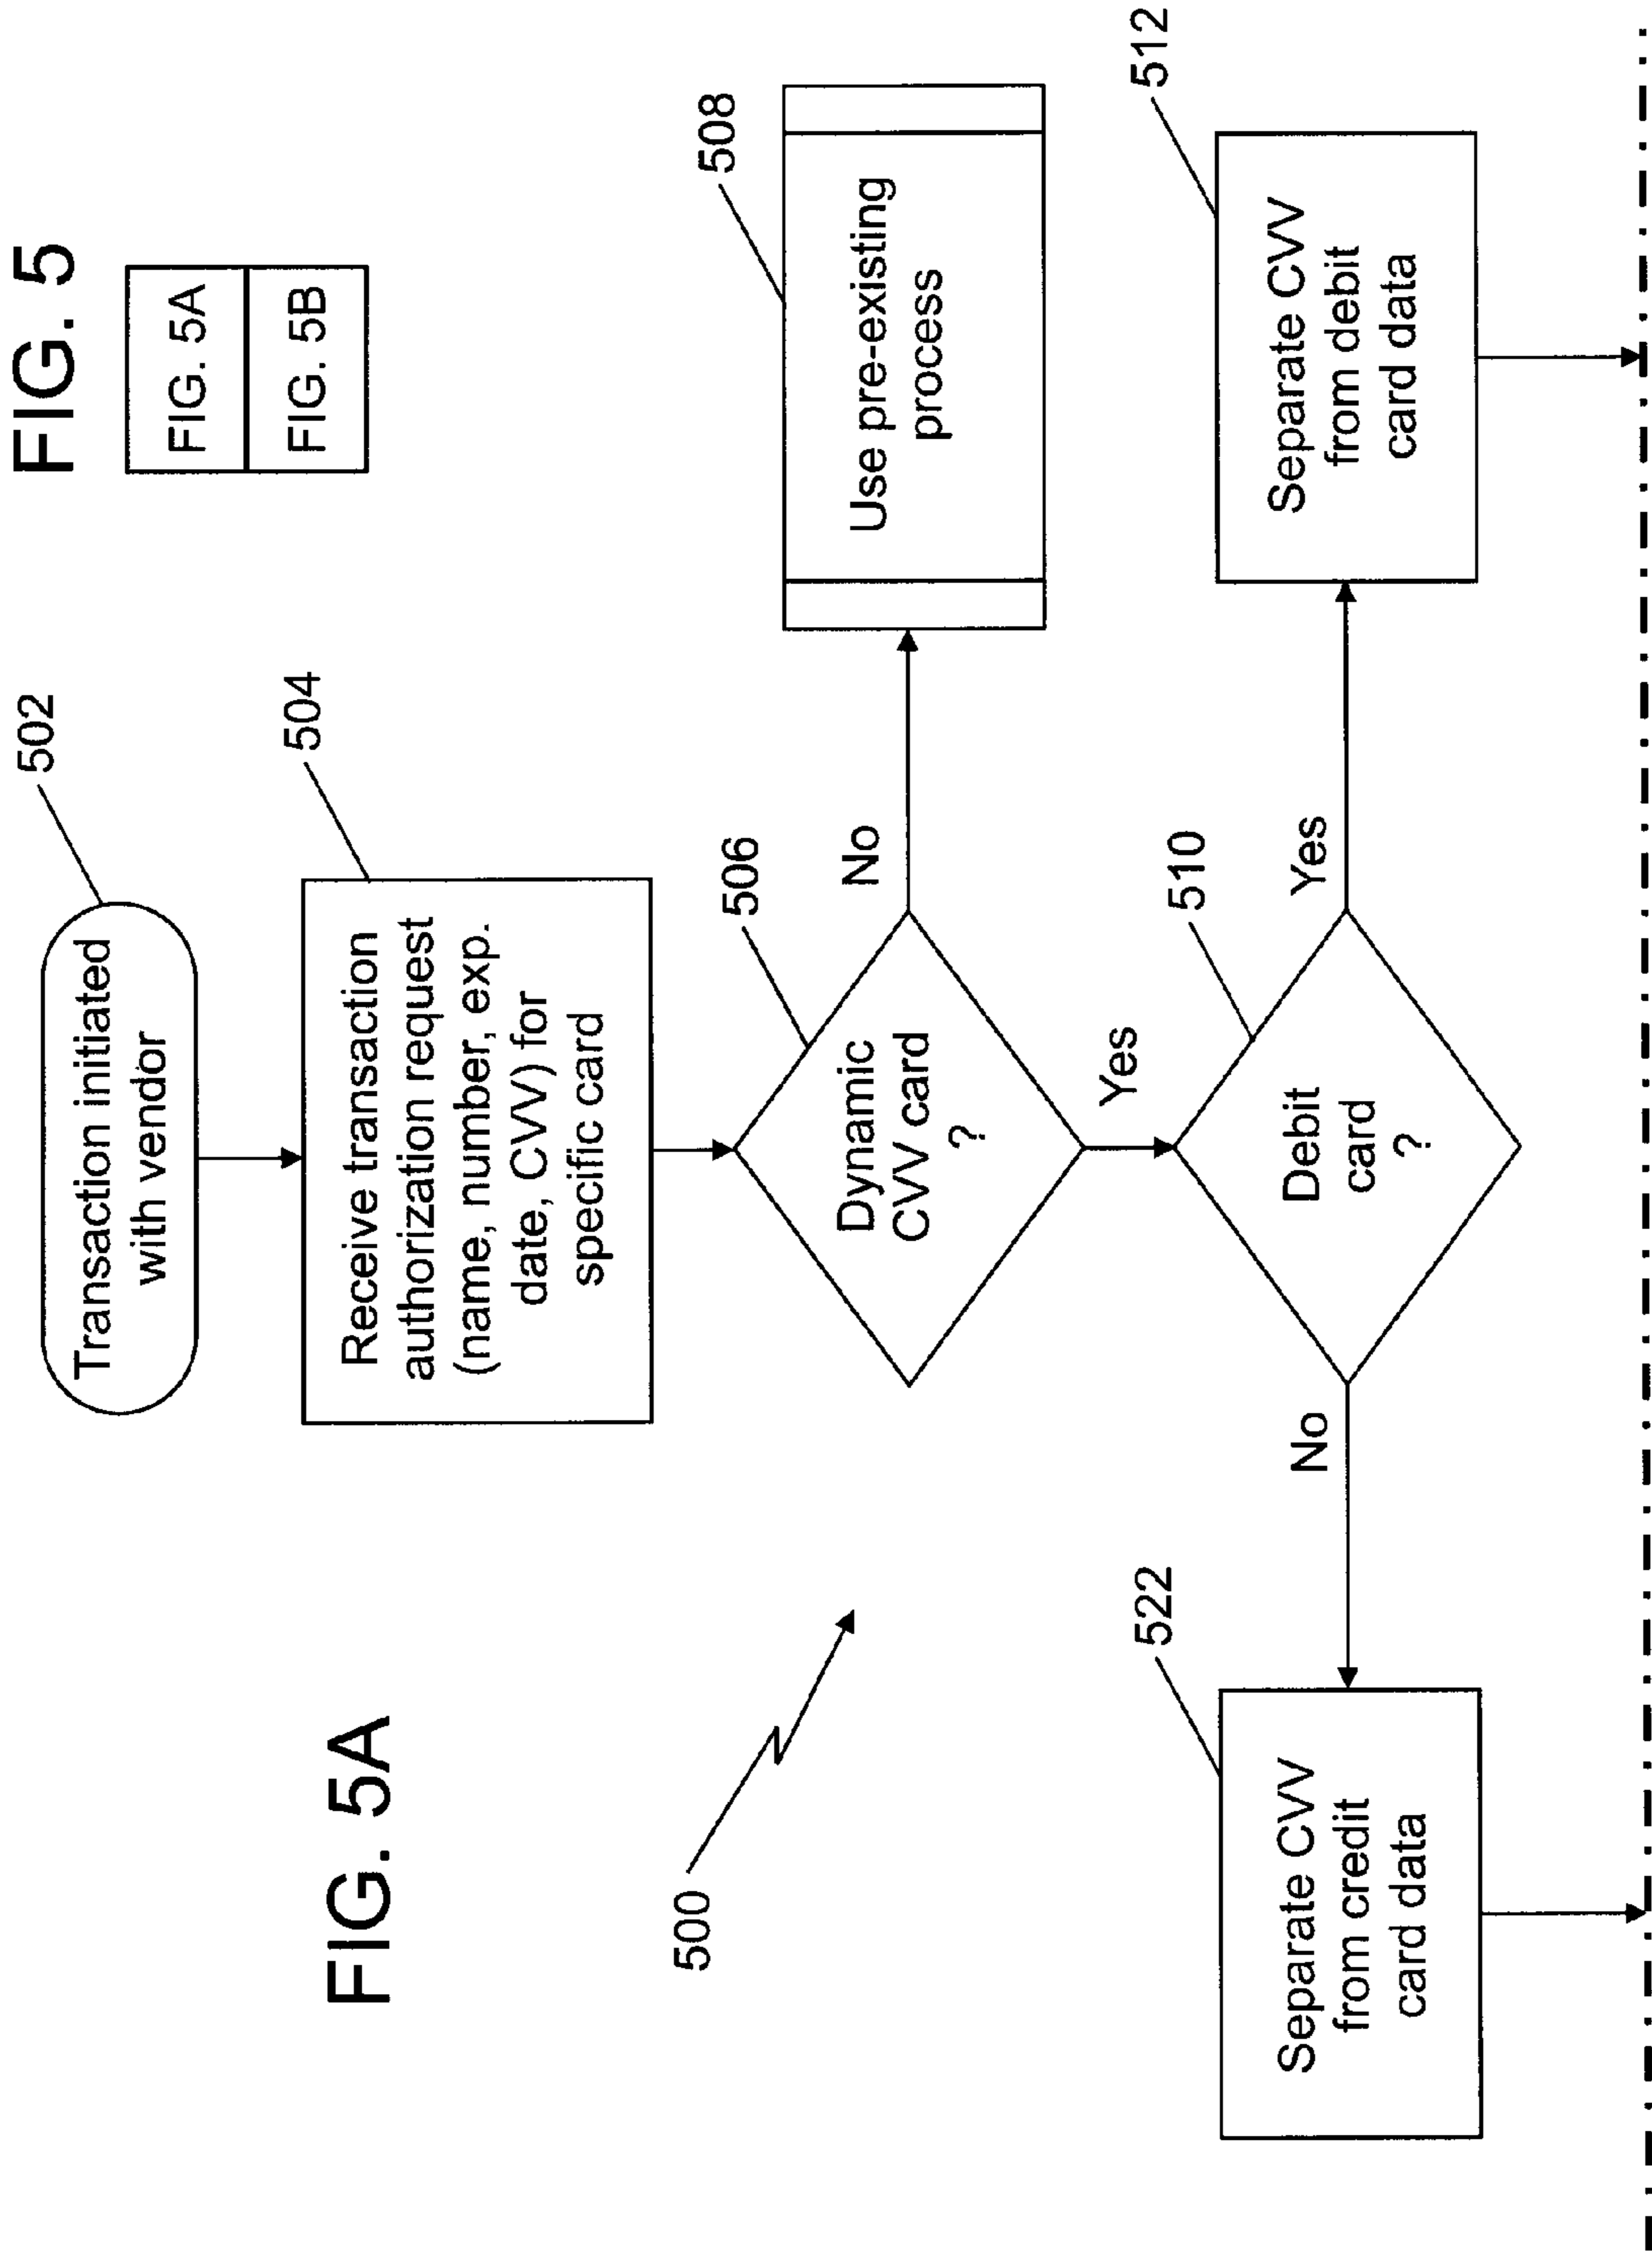 FIG. 5
FIG. 5A
FIG. 5B
FIG. 5A
500
502
Transaction initiated
with vendor
504
Receive transaction
authorization request
(name, number, exp.
date, CVV) for
specific card
506
Dynamic
CVV card
?
No
508
Use pre-existing
process
Yes
510
Debit
card
?
Yes
512
Separate CVV
from debit
card data
No
522
Separate CVV
from credit
card data